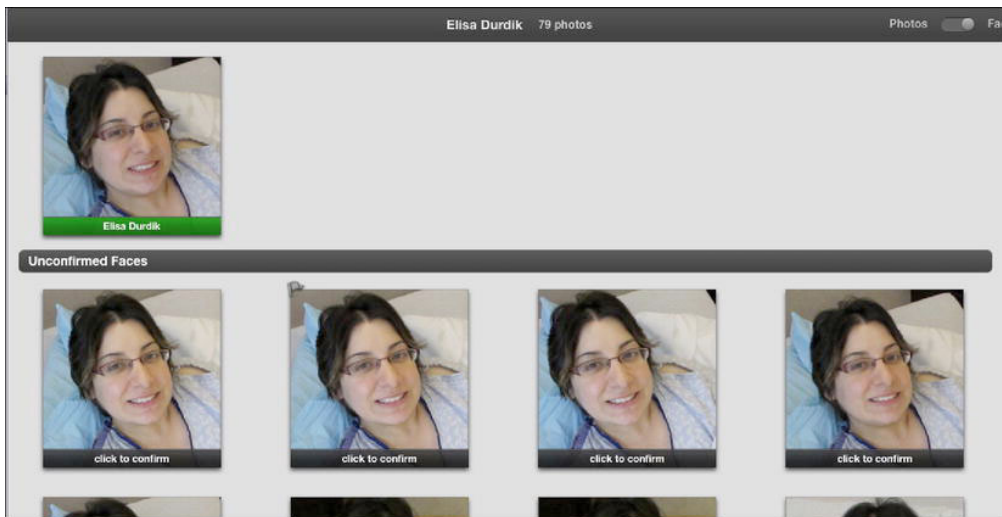 Elisa Durdik 79 photos
Photos
Elisa Durdik
Unconfirmed Faces
click to confirm
click to confirm
click to confirm
click to confirm